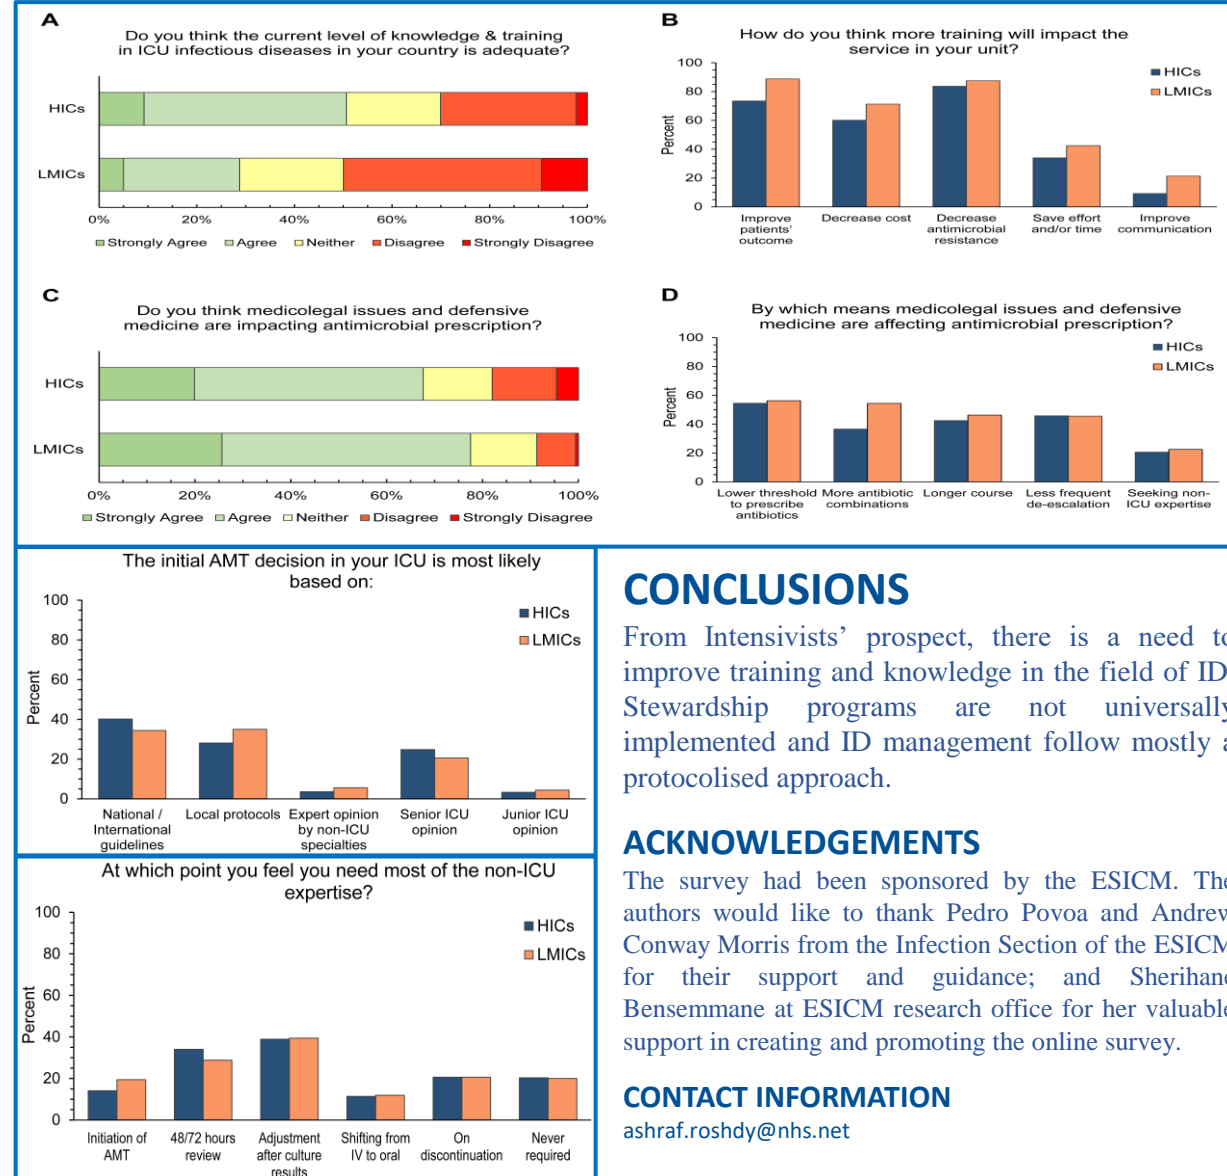 A
Do you think the current level of knowledge & training
in ICU infectious diseases in your country is adequate?
HICs
LMICs
0% 20% 40% 60% 80% 100%
Strongly Agree Agree Neither Disagree Strongly Disagree
B
How do you think more training will impact the
service in your unit?
HICs
LMICs
Percent
100
80
60
40
20
0
Improve
patients'
outcome
Decrease cost
Decrease
antimicrobial
resistance
Save effort
and/or time
Improve
communication
C
Do you think medicolegal issues and defensive
medicine are impacting antimicrobial prescription?
HICs
LMICs
0% 20% 40% 60% 80% 100%
Strongly Agree Agree Neither Disagree Strongly Disagree
D
By which means medicolegal issues and defensive
medicine are affecting antimicrobial prescription?
HICs
LMICs
Percent
100
80
60
40
20
0
Lower threshold
to prescribe
antibiotics
More antibiotic
combinations
Longer course
Less frequent
de-escalation
Seeking non-
ICU expertise
The initial AMT decision in your ICU is most likely
based on:
HICs
LMICs
Percent
100
80
60
40
20
0
National /
International
guidelines
Local protocols
Expert opinion
by non-ICU
specialties
Senior ICU
opinion
Junior ICU
opinion
At which point you feel you need most of the non-ICU
expertise?
HICs
LMICs
Percent
100
80
60
40
20
0
Initiation of
AMT
48/72 hours
review
Adjustment
after culture
results
Shifting from
IV to oral
On
discontinuation
Never
required
CONCLUSIONS
From Intensivists' prospect, there is a need to
improve training and knowledge in the field of ID
Stewardship programs are not universally
implemented and ID management follow mostly a
protocolised approach.
ACKNOWLEDGEMENTS
The survey had been sponsored by the ESICM. The
authors would like to thank Pedro Povoa and Andrew
Conway Morris from the Infection Section of the ESICM
for their support and guidance; and Sherihane
Bensemmane at ESICM research office for her valuable
support in creating and promoting the online survey.
CONTACT INFORMATION
ashraf.roshdy@nhs.net